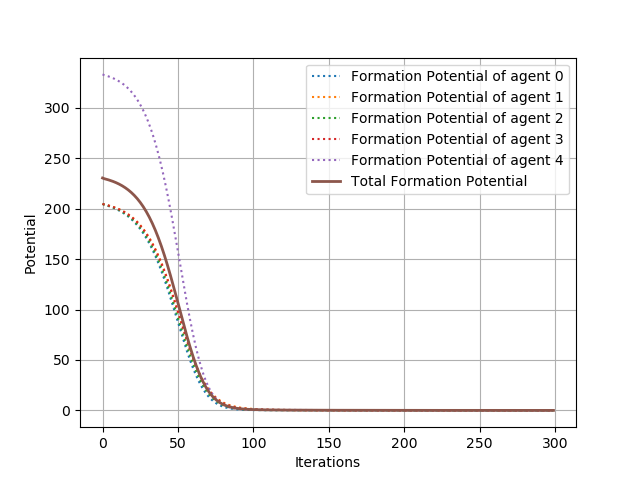 Formation Potential of agent 0
Formation Potential of agent 1
Formation Potential of agent 2
Formation Potential of agent 3
Formation Potential of agent 4
Total Formation Potential
Potential
300
250
200
150
100
50
0
0 50 100 150 200 250 300
Iterations